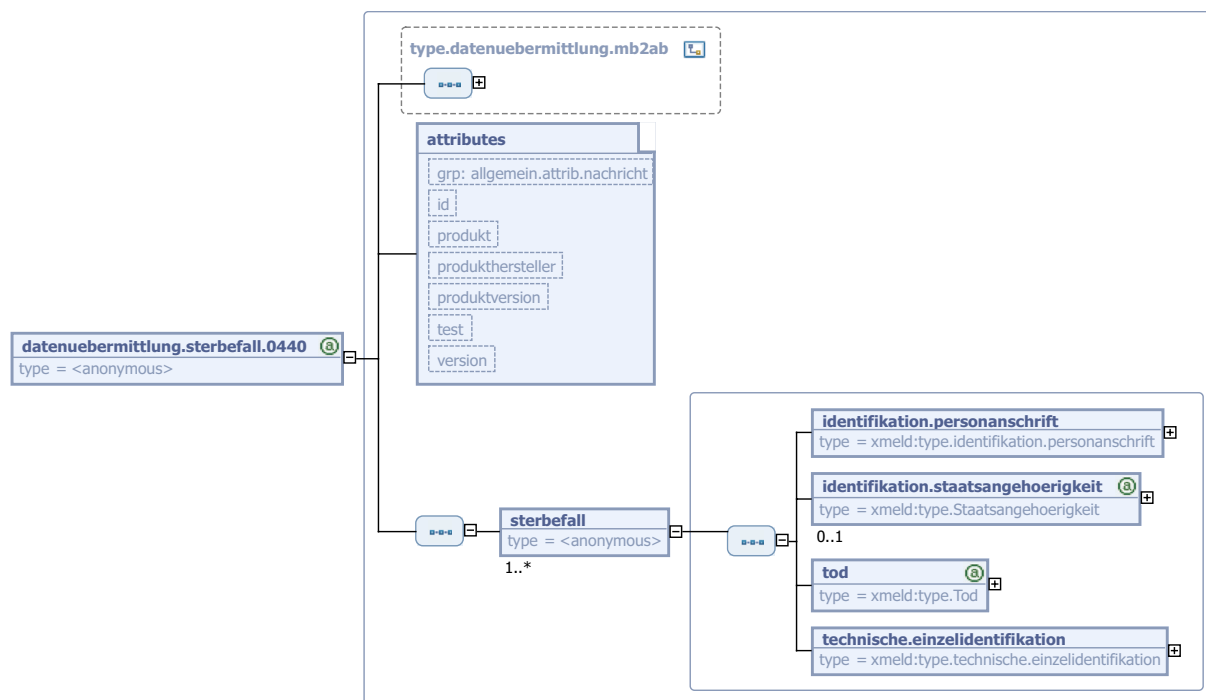 type.datenuebermittlung.mb2ab
attributes
grp: allgemein.attrib.nachricht
id
produkt
produkthersteller
produktversion
test
version
datenuebermittlung.sterbefall.0440 a
type = <anonymous>
sterbefall
type = <anonymous>
1..*
identifikation.personanschrift
type = xmeld:type.identifikation.personanschrift
identifikation.staatsangehoerigkeit a
type = xmeld:type.Staatsangehoerigkeit
0..1
tod a
type = xmeld:type.Tod
technische.einzelidentifikation
type = xmeld:type.technische.einzelidentifikation